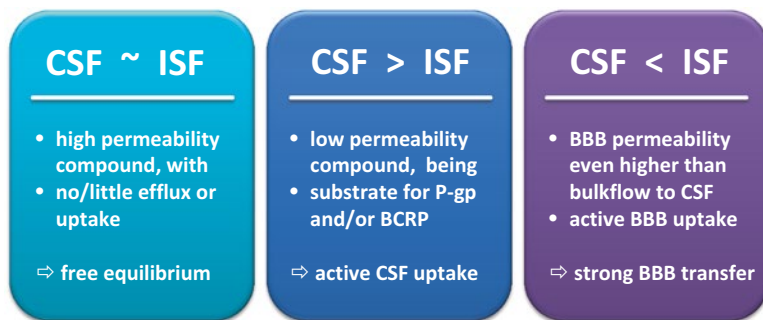 CSF ~ ISF
• high permeability
compound, with
• no/little efflux or
uptake
⇨ free equilibrium
CSF > ISF
• low permeability
compound, being
• substrate for P-gp
and/or BCRP
⇨ active CSF uptake
CSF < ISF
• BBB permeability
even higher than
bulkflow to CSF
• active BBB uptake
⇨ strong BBB transfer